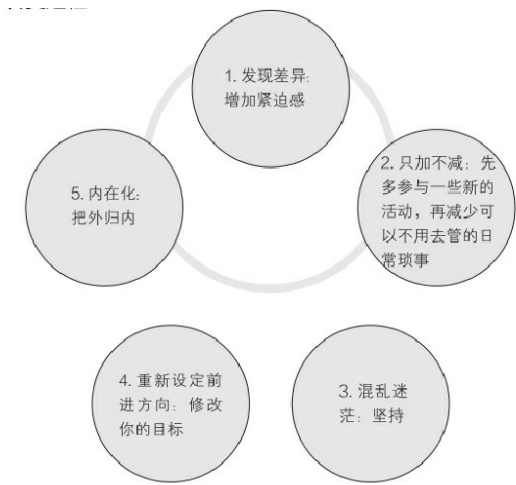 1. 发现差异：
增加紧迫感
2. 只加不减：先
多参与一些新的
活动，再减少可
以不用去管的日
常琐事
3. 混乱迷
茫：坚持
4. 重新设定前
进方向：修改
你的目标
5. 内在化：
把外归内